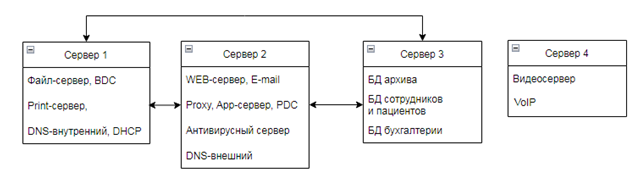 Сервер 1
Файл-сервер, BDC
Print-сервер,
DNS-внутренний, DHCP
Сервер 2
WEB-сервер, E-mail
Proxy, App-сервер, PDC
Антивирусный сервер
DNS-внешний
Сервер 3
БД архива
БД сотрудников
и пациентов
БД бухгалтерии
Сервер 4
Видеосервер
VoIP